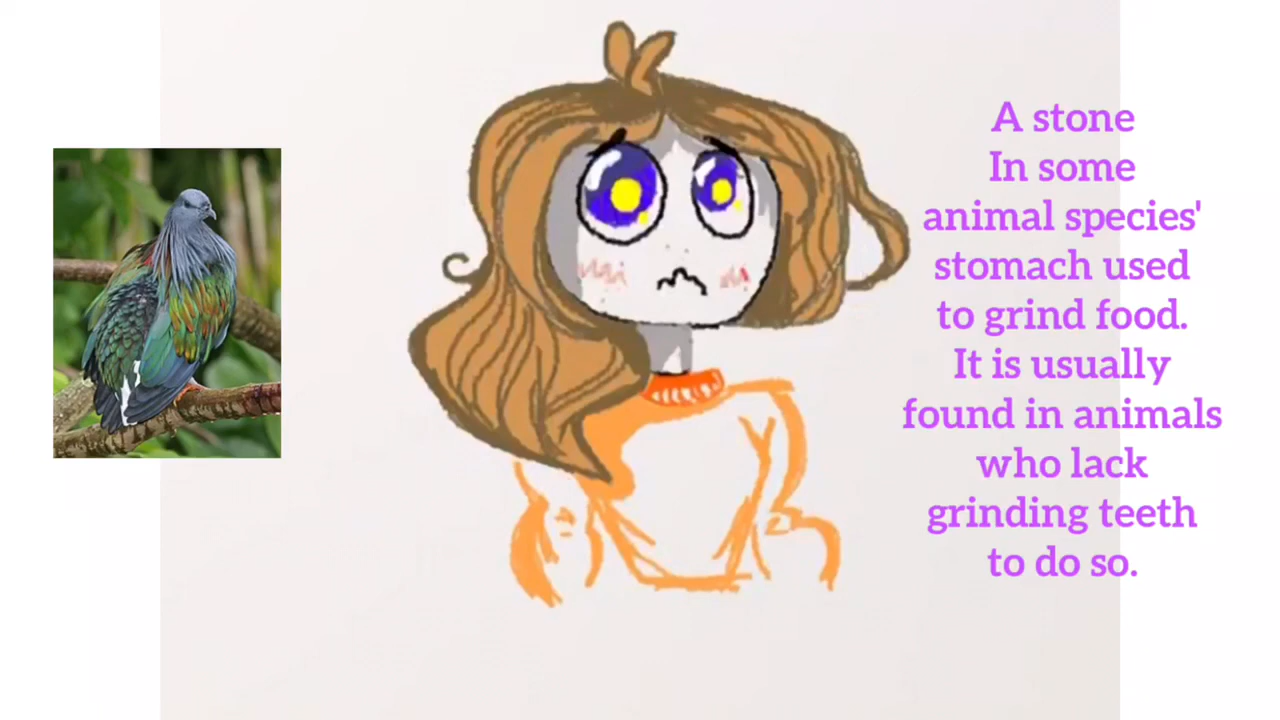 A stone
In some
animal species'
stomach used
to grind food.
It is usually
found in animals
who lack
grinding teeth
to do so.